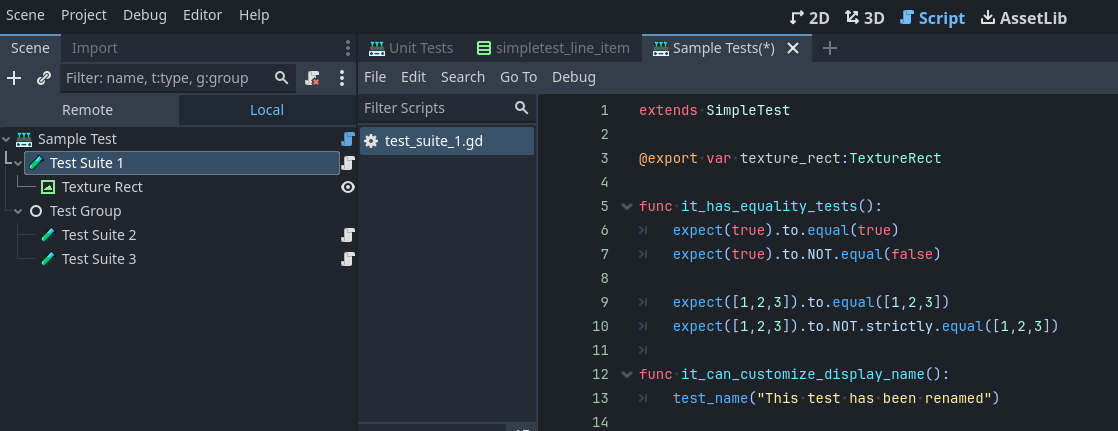 Scene Project Debug Editor Help
2D 3D Script AssetLib
Scene Import
Unit Tests simpletest_line_item Sample Tests(*)
Filter: name, t:type, g:group
File Edit Search Go To Debug
Remote Local
Filter Scripts
Sample Test
Test Suite 1
Texture Rect
Test Group
Test Suite 2
Test Suite 3
test_suite_1.gd
1 extends SimpleTest
2
3 @export var texture_rect:TextureRect
4
5 func it_has_equality_tests():
6 expect(true).to.equal(true)
7 expect(true).to.NOT.equal(false)
8
9 expect([1,2,3]).to.equal([1,2,3])
10 expect([1,2,3]).to.NOT.strictly.equal([1,2,3])
11
12 func it_can_customize_display_name():
13 test_name("This test has been renamed")
14